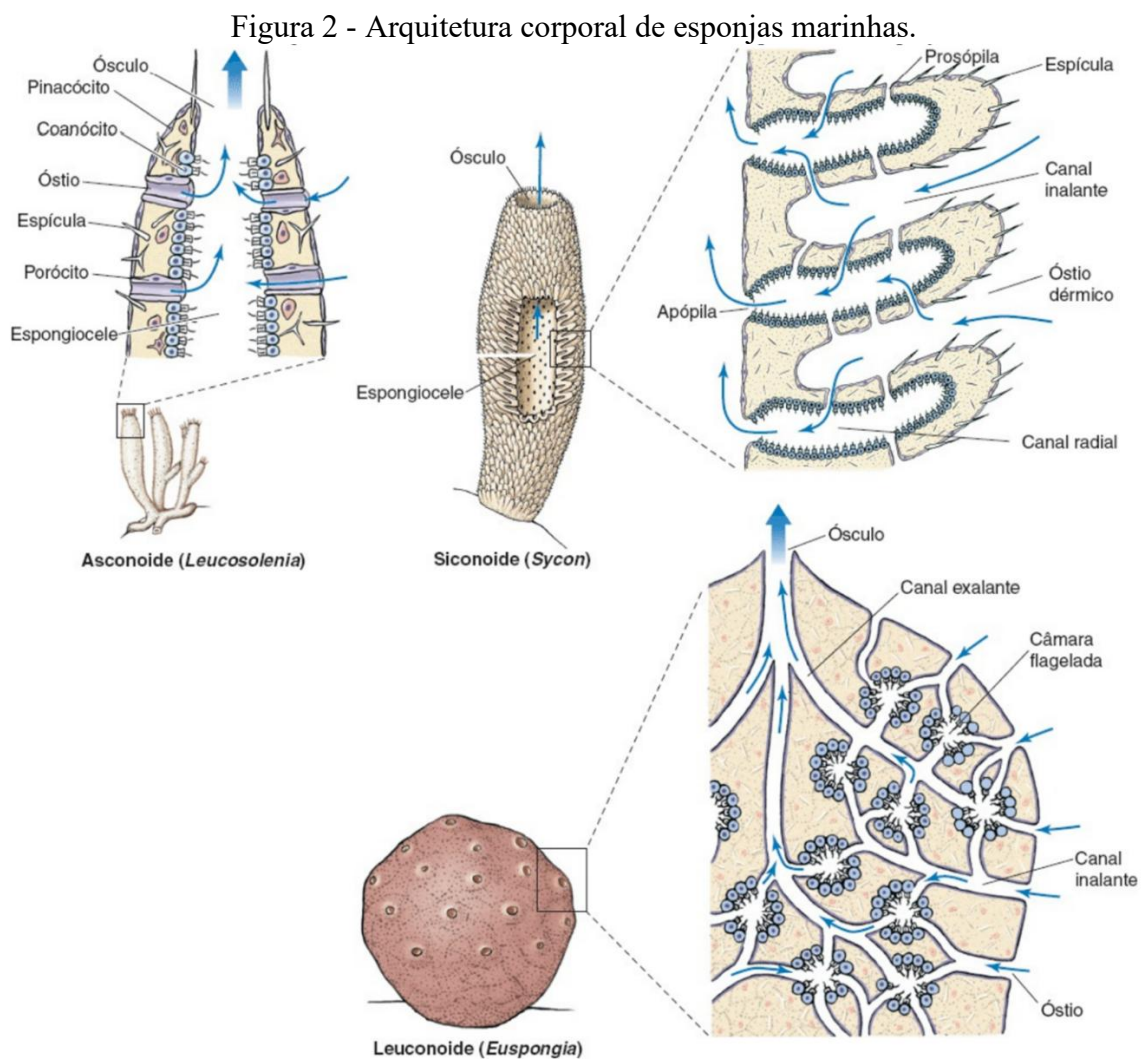 Figura 2 - Arquitetura corporal de esponjas marinhas.
Ósculo
Pinacócito
Coanócito
Óstio
Espícula
Porócito
Espongiocele
Asconoide (Leucosolenia)
Ósculo
Espongiocele
Siconoide (Sycon)
Prosópila
Espícula
Canal
inalante
Óstio
dérmico
Apópila
Canal radial
Ósculo
Canal exalante
Câmara
flagelada
Canal
inalante
Óstio
Leuconoide (Euspongia)